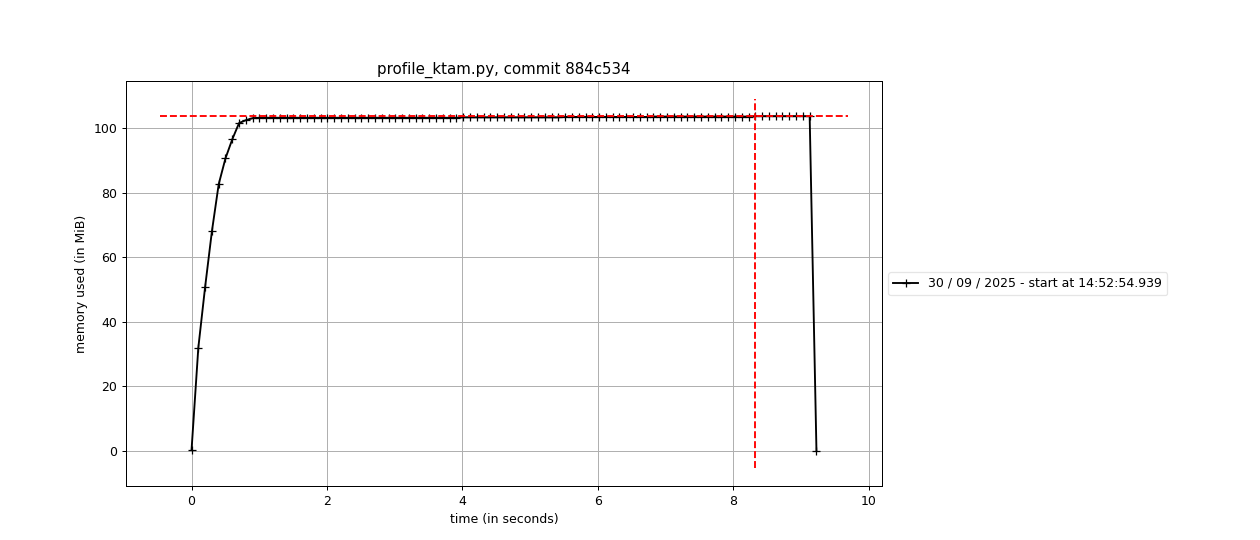 profile_ktam.py, commit 884c534
memory used (in MiB)
100
80
60
40
20
0
0 2 4 6 8 10
time (in seconds)
30 / 09 / 2025 - start at 14:52:54.939